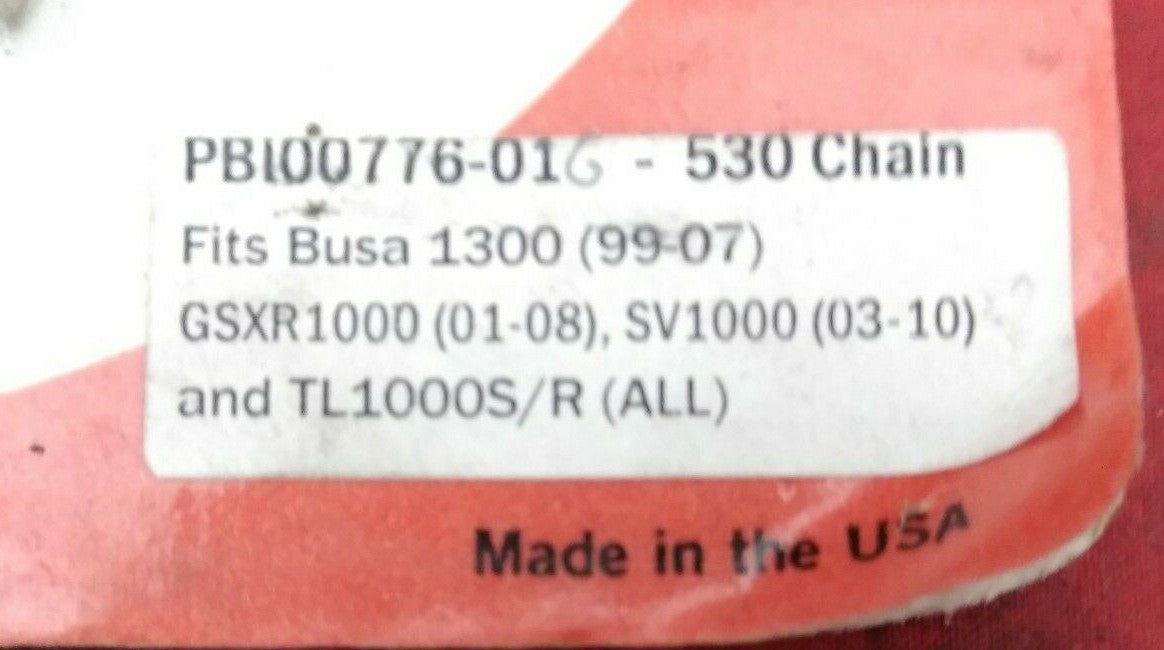 PBI00776-016 - 530 Chain
Fits Busa 1300 (99-07)
GSXR1000 (01-08), SV1000 (03-10)
and TL1000S/R (ALL)
Made in the USA